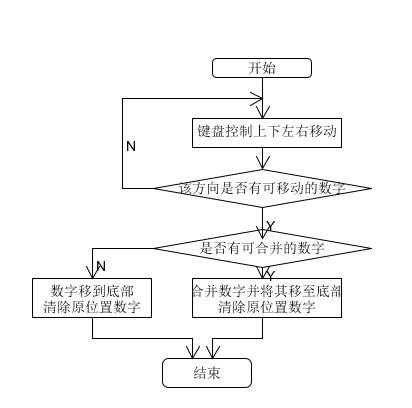 开始
键盘控制上下左右移动
N
该方向是否有可移动的数字
Y
是否有可合并的数字
N
Y
数字移到底部
清除原位置数字
合并数字并将其移至底部
清除原位置数字
结束